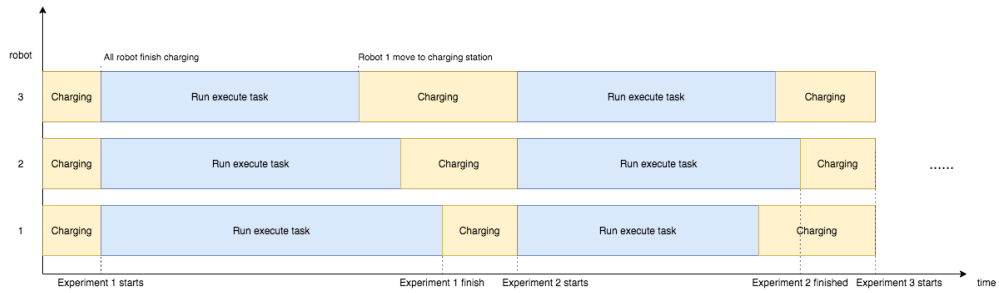 robot
All robot finish charging
Robot 1 move to charging station
3
Charging
Run execute task
Charging
Run execute task
Charging
2
Charging
Run execute task
Charging
Run execute task
Charging
......
1
Charging
Run execute task
Charging
Run execute task
Charging
Experiment 1 starts
Experiment 1 finish
Experiment 2 starts
Experiment 2 finished
Experiment 3 starts
time